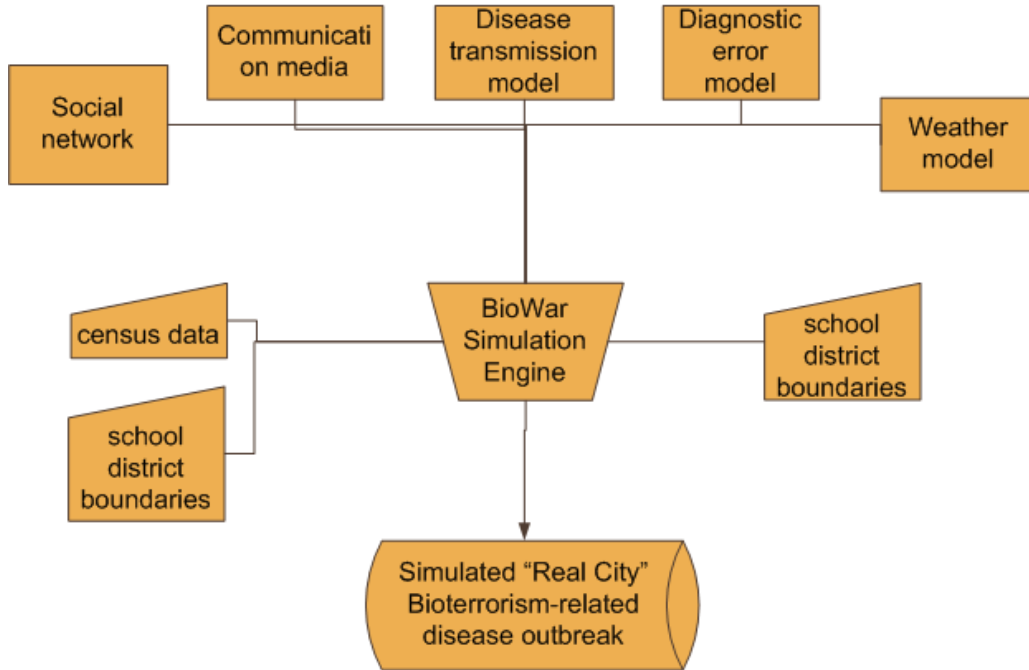 Communicati
on media
Disease
transmission
model
Diagnostic
error
model
Social
network
Weather
model
census data
BioWar
Simulation
Engine
school
district
boundaries
school
district
boundaries
Simulated “Real City”
Bioterrorism-related
disease outbreak